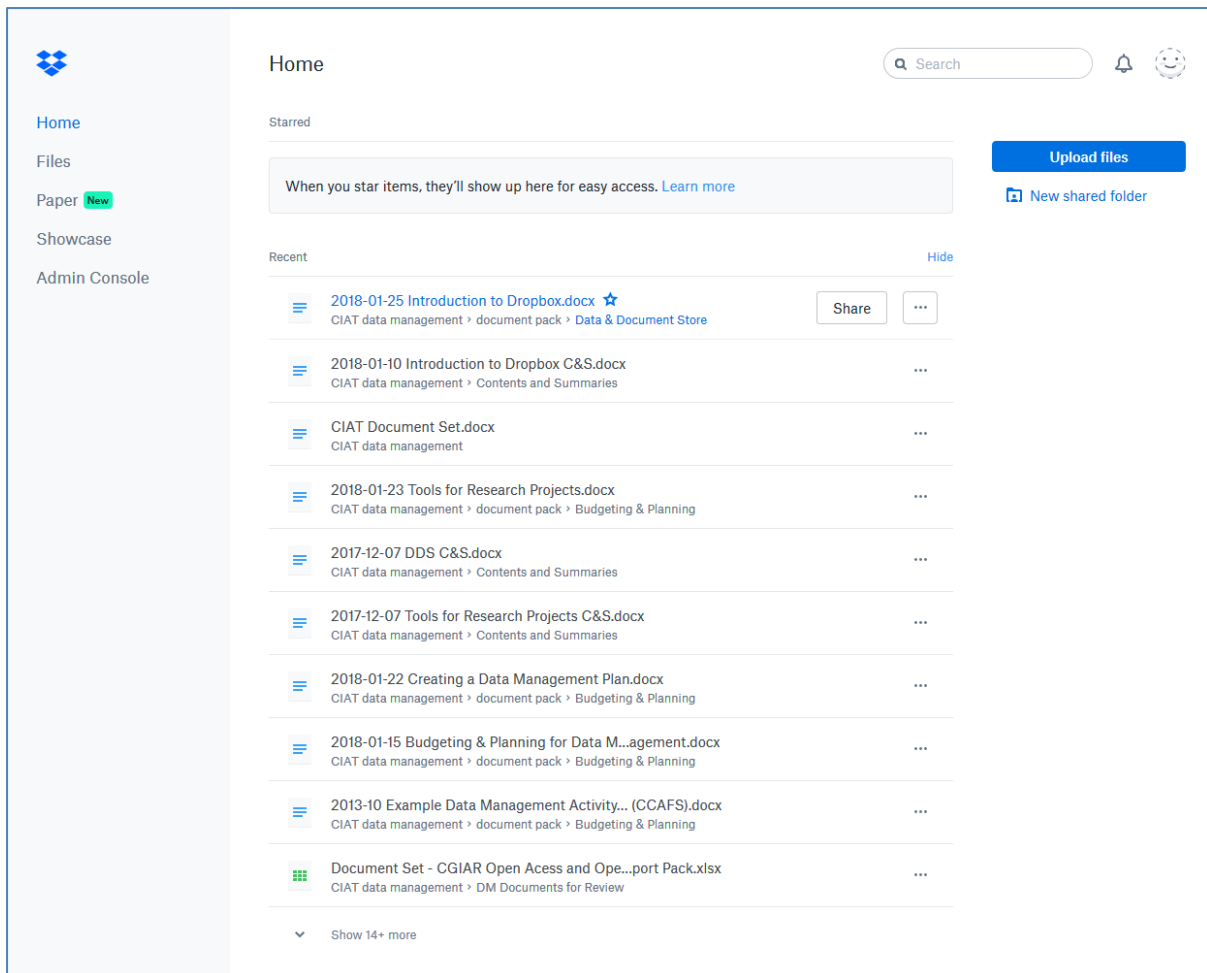 Home
Search
Home
Files
Paper New
Showcase
Admin Console
Starred
When you star items, they'll show up here for easy access. Learn more
Upload files
New shared folder
Recent
Hide
2018-01-25 Introduction to Dropbox.docx
CIAT data management › document pack › Data & Document Store
Share
...
2018-01-10 Introduction to Dropbox C&S.docx
CIAT data management › Contents and Summaries
...
CIAT Document Set.docx
CIAT data management
...
2018-01-23 Tools for Research Projects.docx
CIAT data management › document pack › Budgeting & Planning
...
2017-12-07 DDS C&S.docx
CIAT data management › Contents and Summaries
...
2017-12-07 Tools for Research Projects C&S.docx
CIAT data management › Contents and Summaries
...
2018-01-22 Creating a Data Management Plan.docx
CIAT data management › document pack › Budgeting & Planning
...
2018-01-15 Budgeting & Planning for Data M...agement.docx
CIAT data management › document pack › Budgeting & Planning
...
2013-10 Example Data Management Activity... (CCAFS).docx
CIAT data management › document pack › Budgeting & Planning
...
Document Set - CGIAR Open Acess and Ope...port Pack.xlsx
CIAT data management › DM Documents for Review
...
Show 14+ more